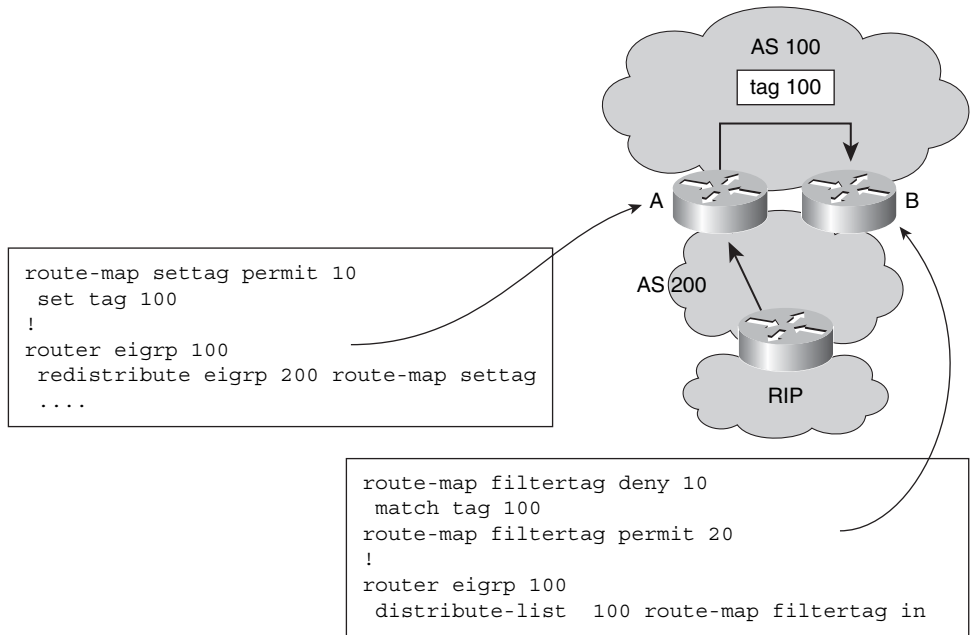 AS 100
tag 100
A
B
AS 200
RIP
route-map settag permit 10
 set tag 100
!
router eigrp 100
 redistribute eigrp 200 route-map settag
 ....
route-map filtertag deny 10
 match tag 100
route-map filtertag permit 20
!
router eigrp 100
 distribute-list  100 route-map filtertag in